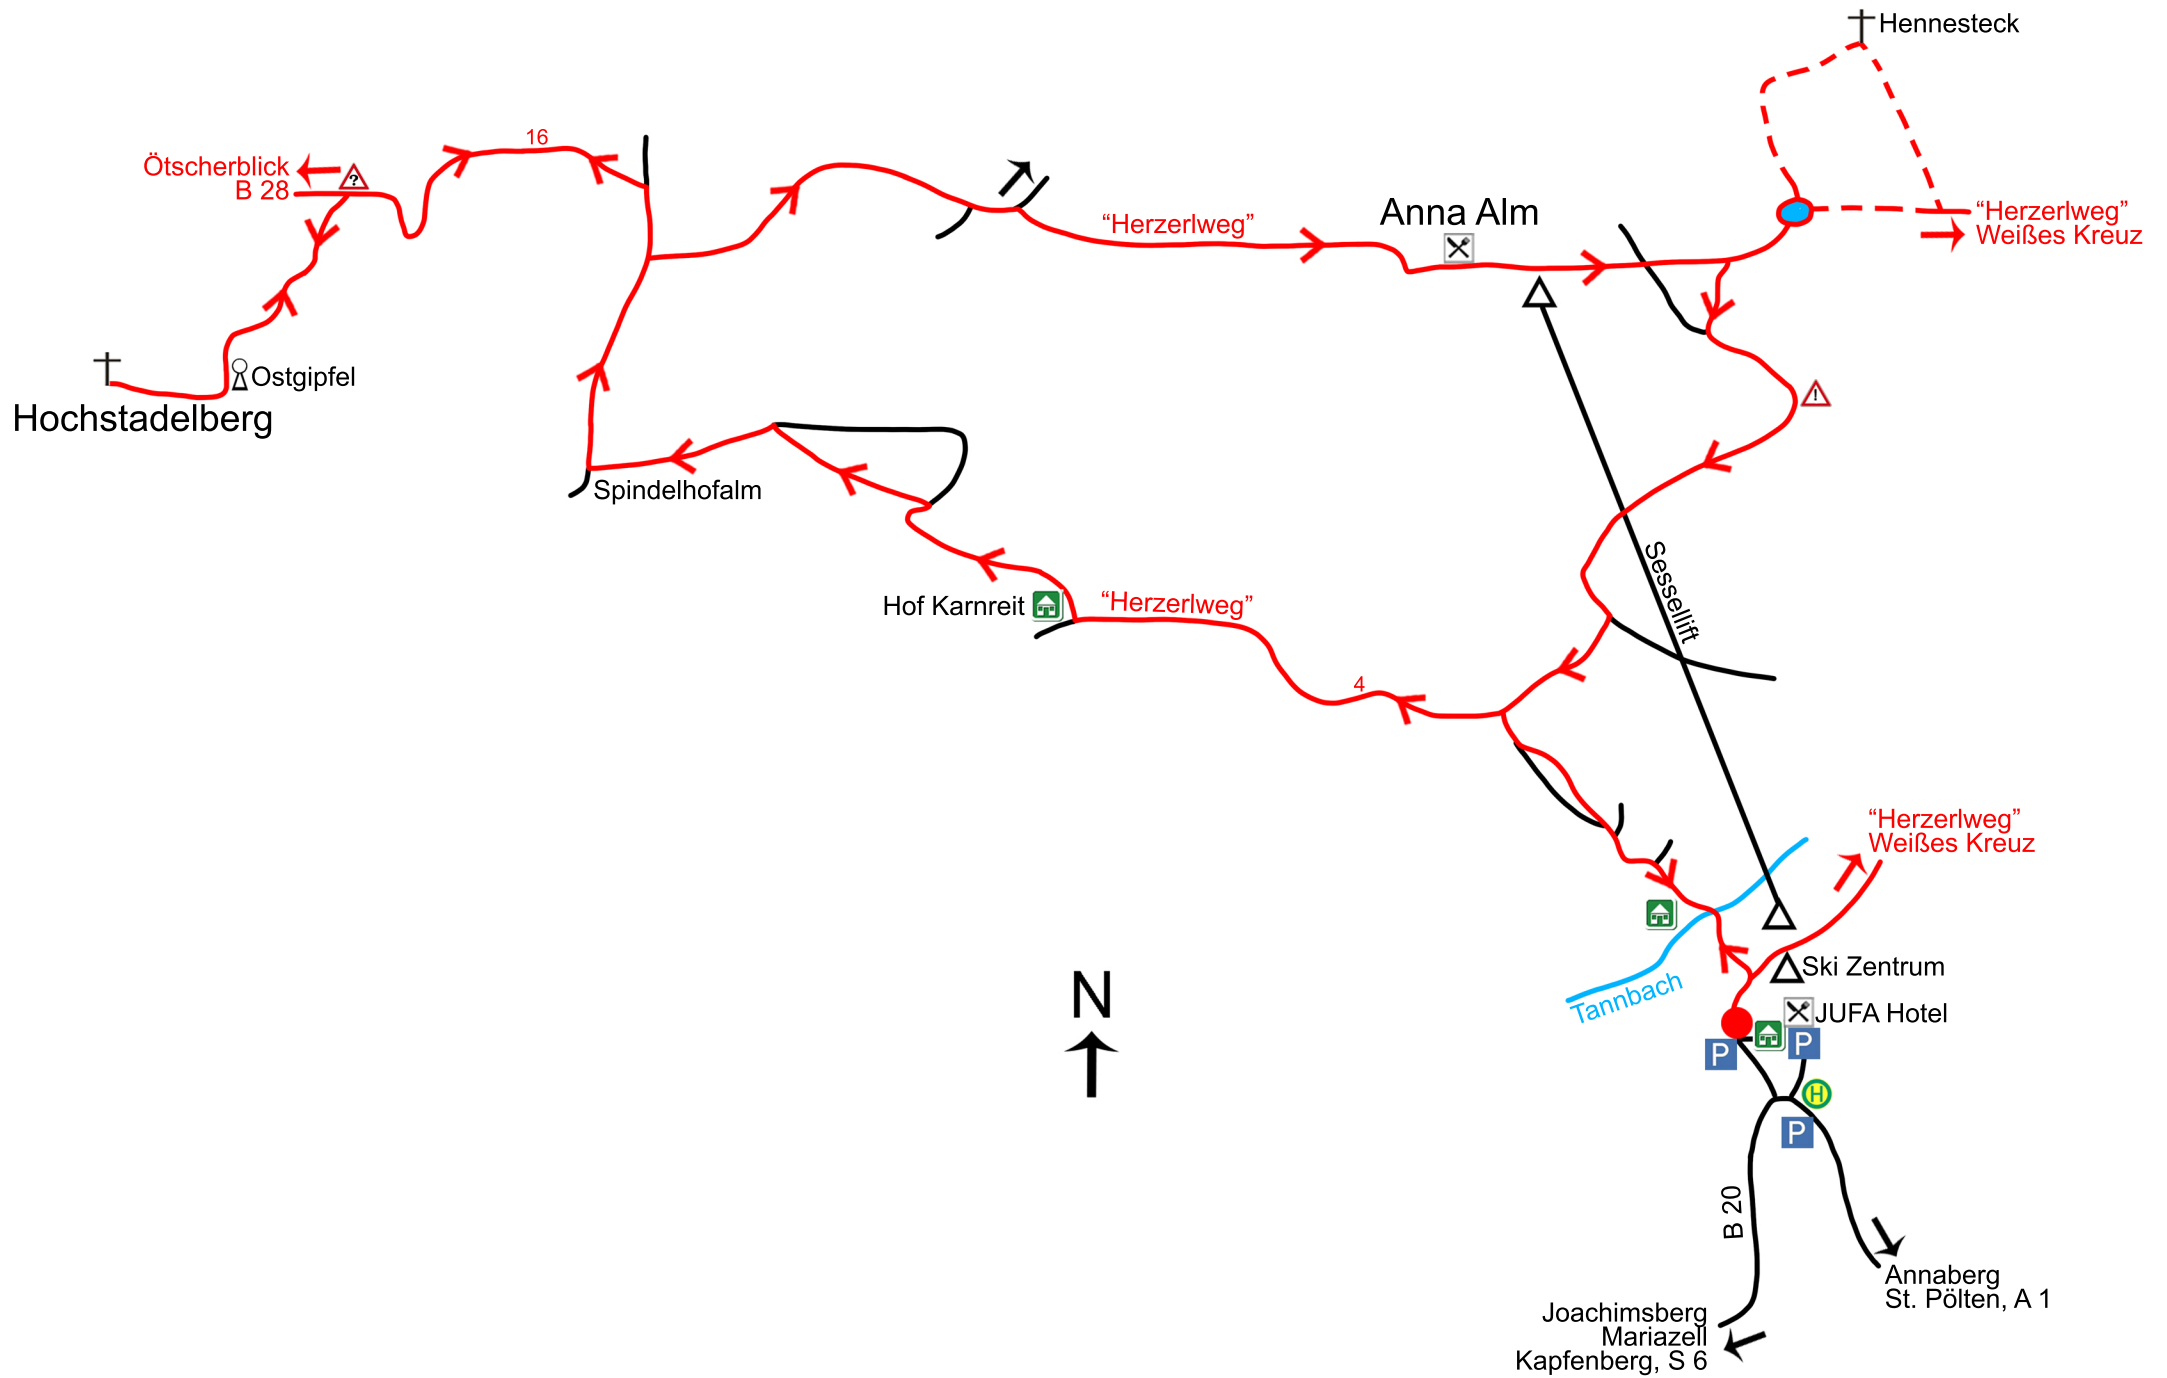 Hennesteck
16
Ötscherblick
B 28
?
"Herzerlweg"
Anna Alm
"Herzerlweg"
Weißes Kreuz
Ostgipfel
Hochstadelberg
!
Spindelhofalm
Sessellift
Hof Karnreit
"Herzerlweg"
4
"Herzerlweg"
Weißes Kreuz
Ski Zentrum
Tannbach
N
JUFA Hotel
P
P
H
P
B 20
Annaberg
St. Pölten, A 1
Joachimsberg
Mariazell
Kapfenberg, S 6